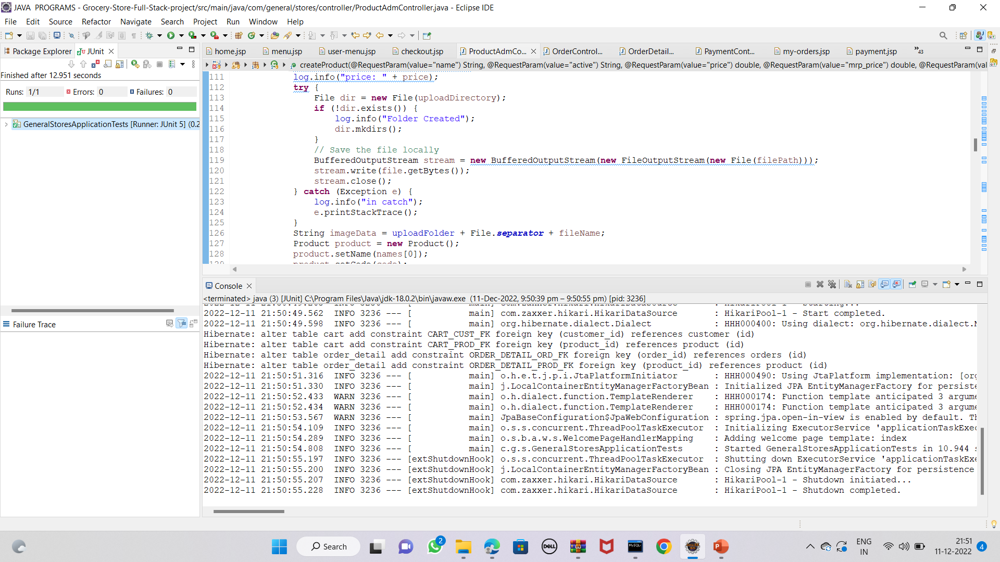 JAVA PROGRAMS - Grocery-Store-Full-Stack-project/src/main/java/com/general/stores/controller/ProductAdmController.java - Eclipse IDE
File Edit Source Refactor Navigate Search Project Run Window Help
Package Explorer JUnit
home.jsp menu.jsp user-menu.jsp checkout.jsp ProductAdmCo... OrderControl... OrderDetail... PaymentCont... my-orders.jsp payment.jsp »43
createProduct(@RequestParam(value="name") String, @RequestParam(value="active") String, @RequestParam(value="price") double, @RequestParam(value="mrp_price") double, @RequestParam(val
Finished after 12.951 seconds
Runs: 1/1 Errors: 0 Failures: 0
GeneralStoresApplicationTests [Runner: JUnit 5] (0.2
Failure Trace
111 log.info("price: " + price);
112 try {
113 File dir = new File(uploadDirectory);
114 if (!dir.exists()) {
115 log.info("Folder Created");
116 dir.mkdirs();
117 }
118 // Save the file locally
119 BufferedOutputStream stream = new BufferedOutputStream(new FileOutputStream(new File(filePath)));
120 stream.write(file.getBytes());
121 stream.close();
122 } catch (Exception e) {
123 log.info("in catch");
124 e.printStackTrace();
125 }
126 String imageData = uploadFolder + File.separator + fileName;
127 Product product = new Product();
128 product.setName(names[0]);
129 product.setCode(code);
Console
<terminated> java (3) [JUnit] C:\Program Files\Java\jdk-18.0.2\bin\javaw.exe (11-Dec-2022, 9:50:39 pm – 9:50:55 pm) [pid: 3236]
2022-12-11 21:50:49.562 INFO 3236 --- [ main] com.zaxxer.hikari.HikariDataSource : HikariPool-1 - Start completed.
2022-12-11 21:50:49.598 INFO 3236 --- [ main] org.hibernate.dialect.Dialect : HHH000400: Using dialect: org.hibernate.dialect.M
Hibernate: alter table cart add constraint CART_CUST_FK foreign key (customer_id) references customer (id)
Hibernate: alter table cart add constraint CART_PROD_FK foreign key (product_id) references product (id)
Hibernate: alter table order_detail add constraint ORDER_DETAIL_ORD_FK foreign key (order_id) references orders (id)
Hibernate: alter table order_detail add constraint ORDER_DETAIL_PROD_FK foreign key (product_id) references product (id)
2022-12-11 21:50:51.316 INFO 3236 --- [ main] o.h.e.t.j.p.i.JtaPlatformInitiator : HHH000490: Using JtaPlatform implementation: [org
2022-12-11 21:50:51.330 INFO 3236 --- [ main] j.LocalContainerEntityManagerFactoryBean : Initialized JPA EntityManagerFactory for persiste
2022-12-11 21:50:52.433 WARN 3236 --- [ main] o.h.dialect.function.TemplateRenderer : HHH000174: Function template anticipated 3 argume
2022-12-11 21:50:52.434 WARN 3236 --- [ main] o.h.dialect.function.TemplateRenderer : HHH000174: Function template anticipated 3 argume
2022-12-11 21:50:53.567 WARN 3236 --- [ main] JpaBaseConfiguration$JpaWebConfiguration : spring.jpa.open-in-view is enabled by default. Th
2022-12-11 21:50:54.109 INFO 3236 --- [ main] o.s.s.concurrent.ThreadPoolTaskExecutor : Initializing ExecutorService 'applicationTaskExec
2022-12-11 21:50:54.289 INFO 3236 --- [ main] o.s.b.a.w.s.WelcomePageHandlerMapping : Adding welcome page template: index
2022-12-11 21:50:54.808 INFO 3236 --- [ main] c.g.s.GeneralStoresApplicationTests : Started GeneralStoresApplicationTests in 10.944 s
2022-12-11 21:50:55.197 INFO 3236 --- [extShutdownHook] o.s.s.concurrent.ThreadPoolTaskExecutor : Shutting down ExecutorService 'applicationTaskExe
2022-12-11 21:50:55.200 INFO 3236 --- [extShutdownHook] j.LocalContainerEntityManagerFactoryBean : Closing JPA EntityManagerFactory for persistence
2022-12-11 21:50:55.207 INFO 3236 --- [extShutdownHook] com.zaxxer.hikari.HikariDataSource : HikariPool-1 - Shutdown initiated...
2022-12-11 21:50:55.228 INFO 3236 --- [extShutdownHook] com.zaxxer.hikari.HikariDataSource : HikariPool-1 - Shutdown completed.
Search
2
DELL
MySQL
ENG
IN
21:51
11-12-2022
4